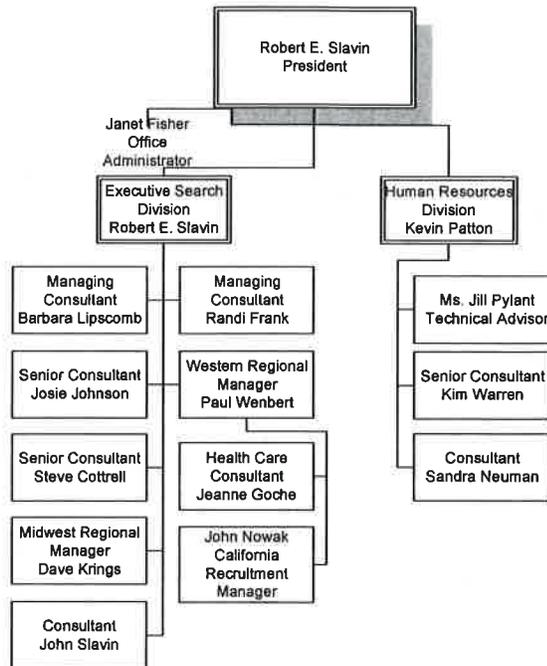 Robert E. Slavin
President
Janet Fisher
Office
Administrator
Executive Search
Division
Robert E. Slavin
Human Resources
Division
Kevin Patton
Managing
Consultant
Barbara Lipscomb
Managing
Consultant
Randi Frank
Ms. Jill Pylant
Technical Advisor
Senior Consultant
Josie Johnson
Western Regional
Manager
Paul Wenbert
Senior Consultant
Kim Warren
Senior Consultant
Steve Cottrell
Health Care
Consultant
Jeanne Goche
Consultant
Sandra Neuman
Midwest Regional
Manager
Dave Krings
John Nowak
California
Recruitment
Manager
Consultant
John Slavin